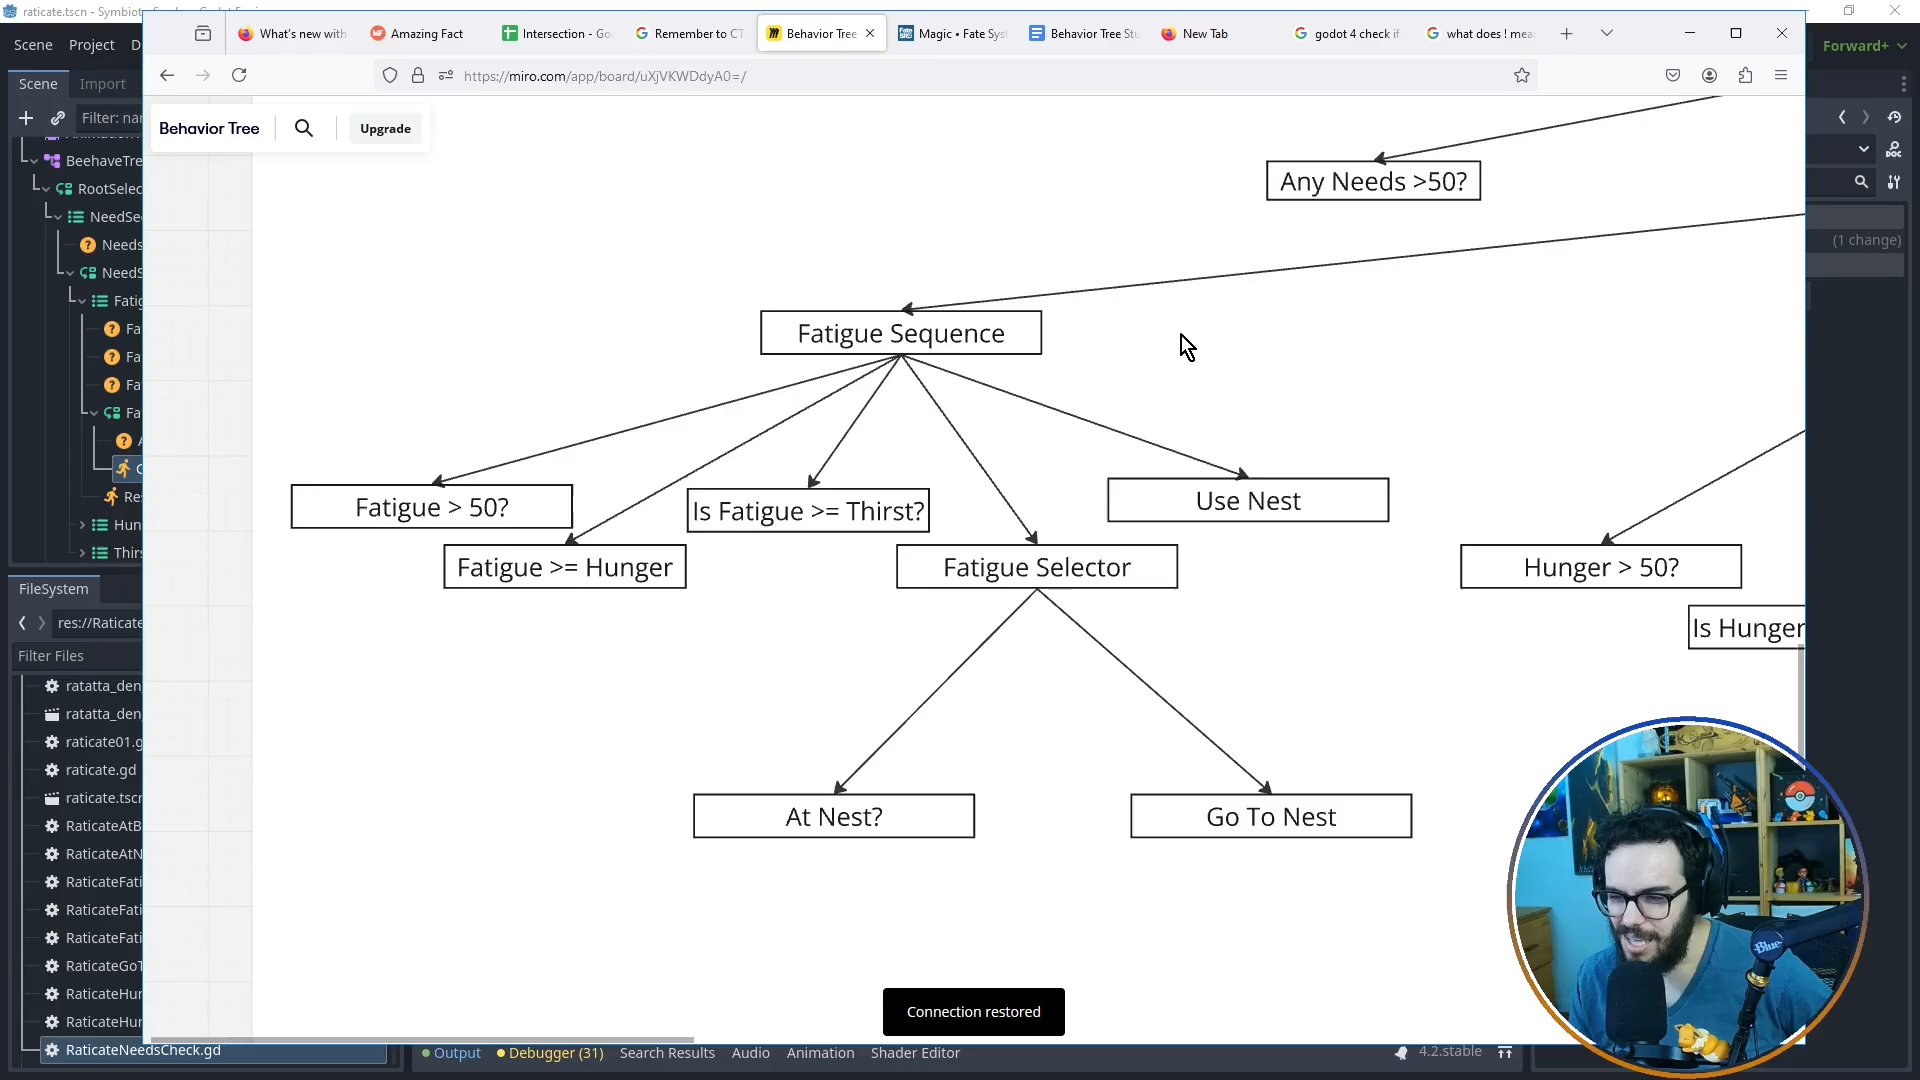 raticate.tscn - Symbiot
Scene Project D
Forward+
What's new with
Amazing Fact
Intersection - Go
Remember to CT
Behavior Tree
Magic • Fate Sys
Behavior Tree Stu
New Tab
godot 4 check if
what does ! mea
https://miro.com/app/board/uXjVKWDdyA0=/
Scene Import
Filter: nar
Behavior Tree
Upgrade
BeehaveTre
RootSelec
NeedSe
Needs
NeedS
Fatig
Fa
Fa
Fa
Fa
A
Res
Hun
Thirs
(1 change)
Any Needs >50?
Fatigue Sequence
Fatigue > 50?
Is Fatigue >= Thirst?
Use Nest
Fatigue >= Hunger
Fatigue Selector
Hunger > 50?
Is Hunger
At Nest?
Go To Nest
FileSystem
res://Raticate
Filter Files
ratatta_den
ratatta_den
raticate01.g
raticate.gd
raticate.tscn
RaticateAtB
RaticateAtN
RaticateFati
RaticateFati
RaticateFati
RaticateGoT
RaticateHur
RaticateHur
RaticateNeedsCheck.gd
Connection restored
Output Debugger (31) Search Results Audio Animation Shader Editor
4.2.stable
Blue